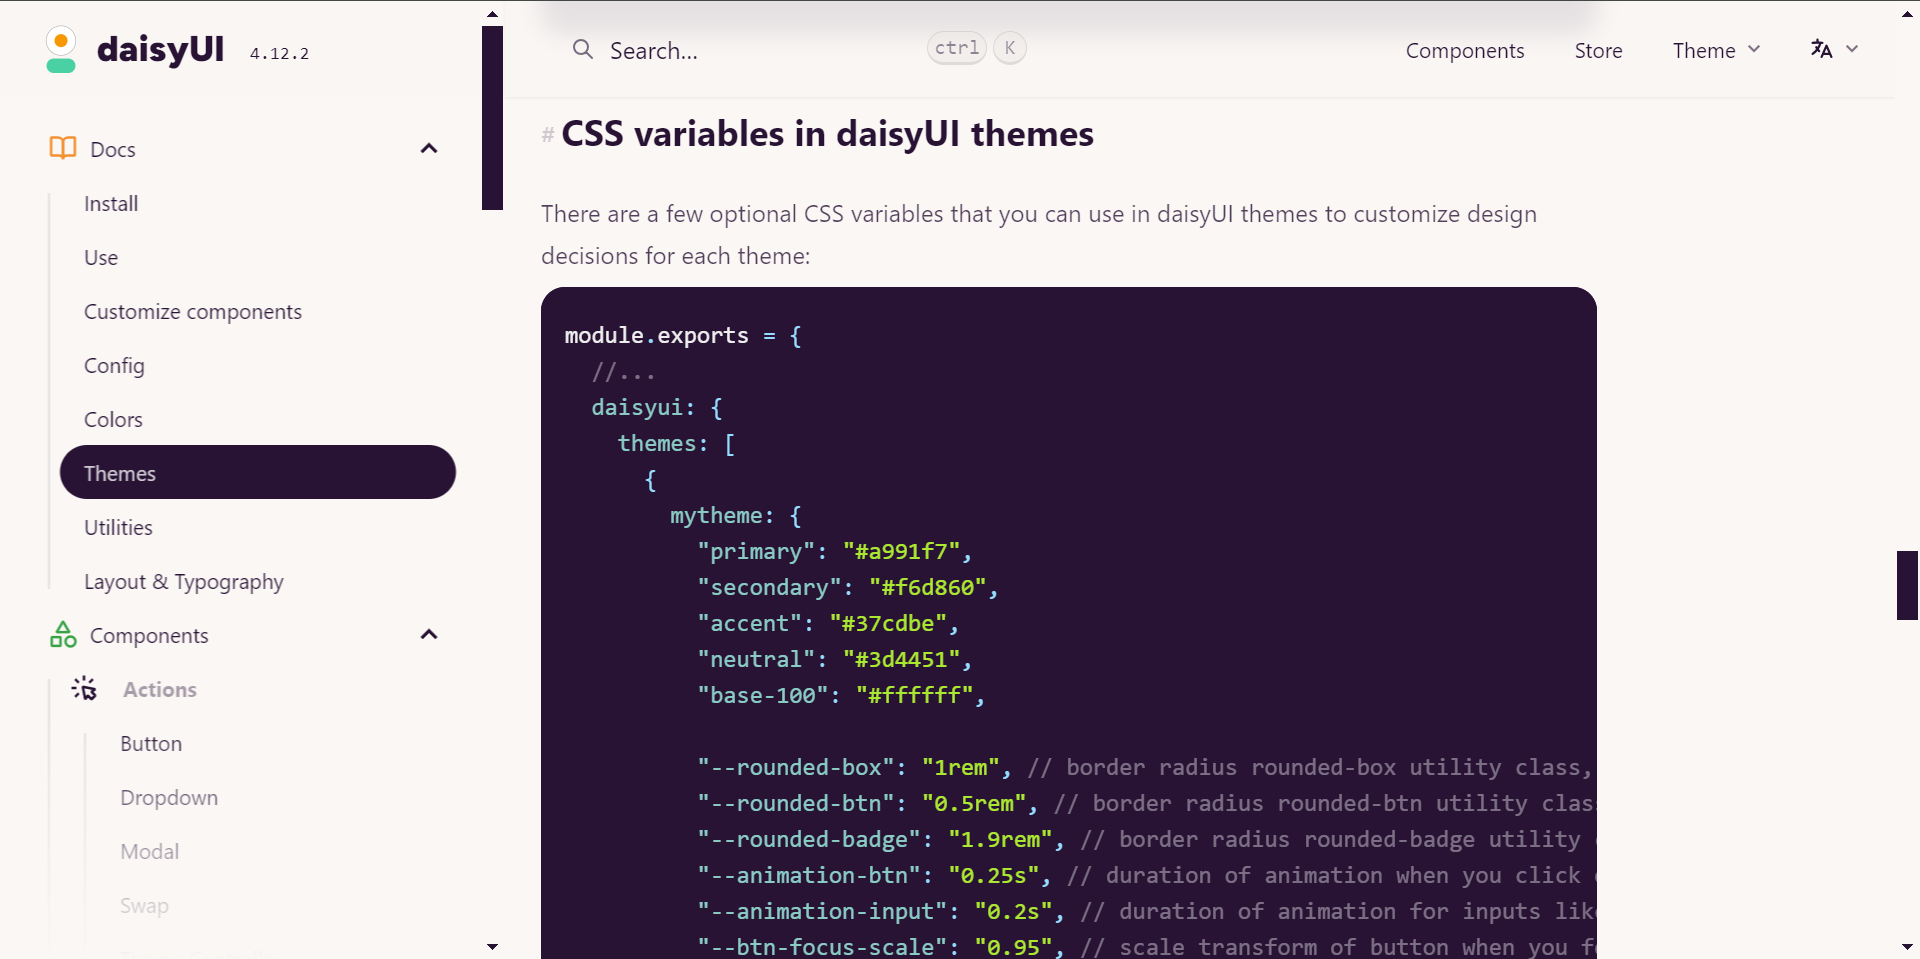 daisyUI 4.12.2
Search...
ctrl K
Components
Store
Theme
Docs
Install
Use
Customize components
Config
Colors
Themes
Utilities
Layout & Typography
Components
Actions
Button
Dropdown
Modal
Swap
# CSS variables in daisyUI themes
There are a few optional CSS variables that you can use in daisyUI themes to customize design
decisions for each theme:
module.exports = {
//...
daisyui: {
themes: [
{
mytheme: {
"primary": "#a991f7",
"secondary": "#f6d860",
"accent": "#37cdbe",
"neutral": "#3d4451",
"base-100": "#ffffff",
"--rounded-box": "1rem", // border radius rounded-box utility class,
"--rounded-btn": "0.5rem", // border radius rounded-btn utility clas
"--rounded-badge": "1.9rem", // border radius rounded-badge utility
"--animation-btn": "0.25s", // duration of animation when you click
"--animation-input": "0.2s", // duration of animation for inputs lik
"--btn-focus-scale": "0.95", // scale transform of button when you f